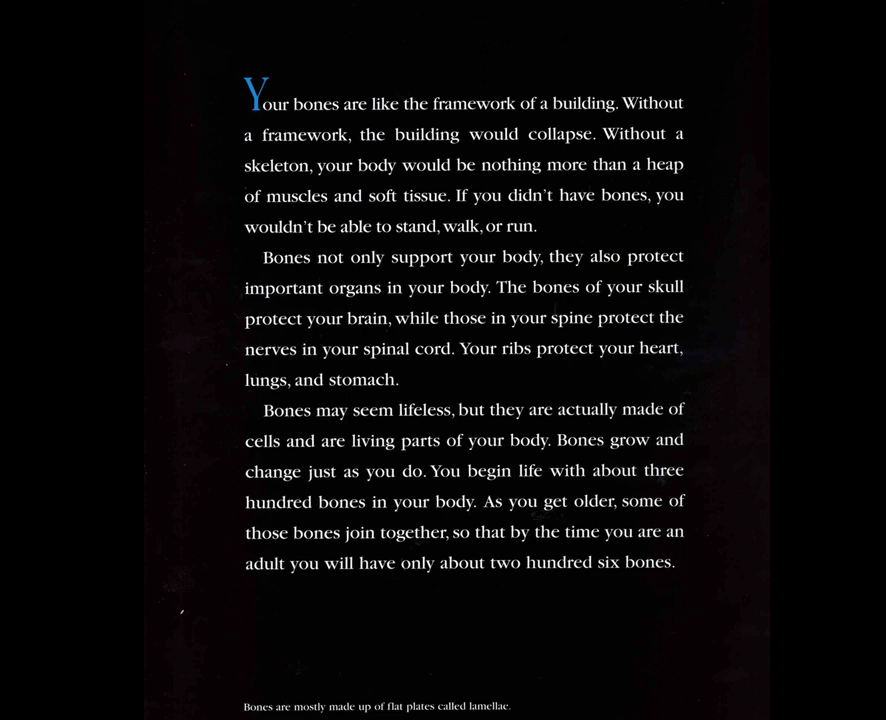 Your bones are like the framework of a building. Without
a framework, the building would collapse. Without a
skeleton, your body would be nothing more than a heap
of muscles and soft tissue. If you didn't have bones, you
wouldn't be able to stand, walk, or run.
Bones not only support your body, they also protect
important organs in your body. The bones of your skull
protect your brain, while those in your spine protect the
nerves in your spinal cord. Your ribs protect your heart,
lungs, and stomach.
Bones may seem lifeless, but they are actually made of
cells and are living parts of your body. Bones grow and
change just as you do. You begin life with about three
hundred bones in your body. As you get older, some of
those bones join together, so that by the time you are an
adult you will have only about two hundred six bones.
Bones are mostly made up of flat plates called lamellae.